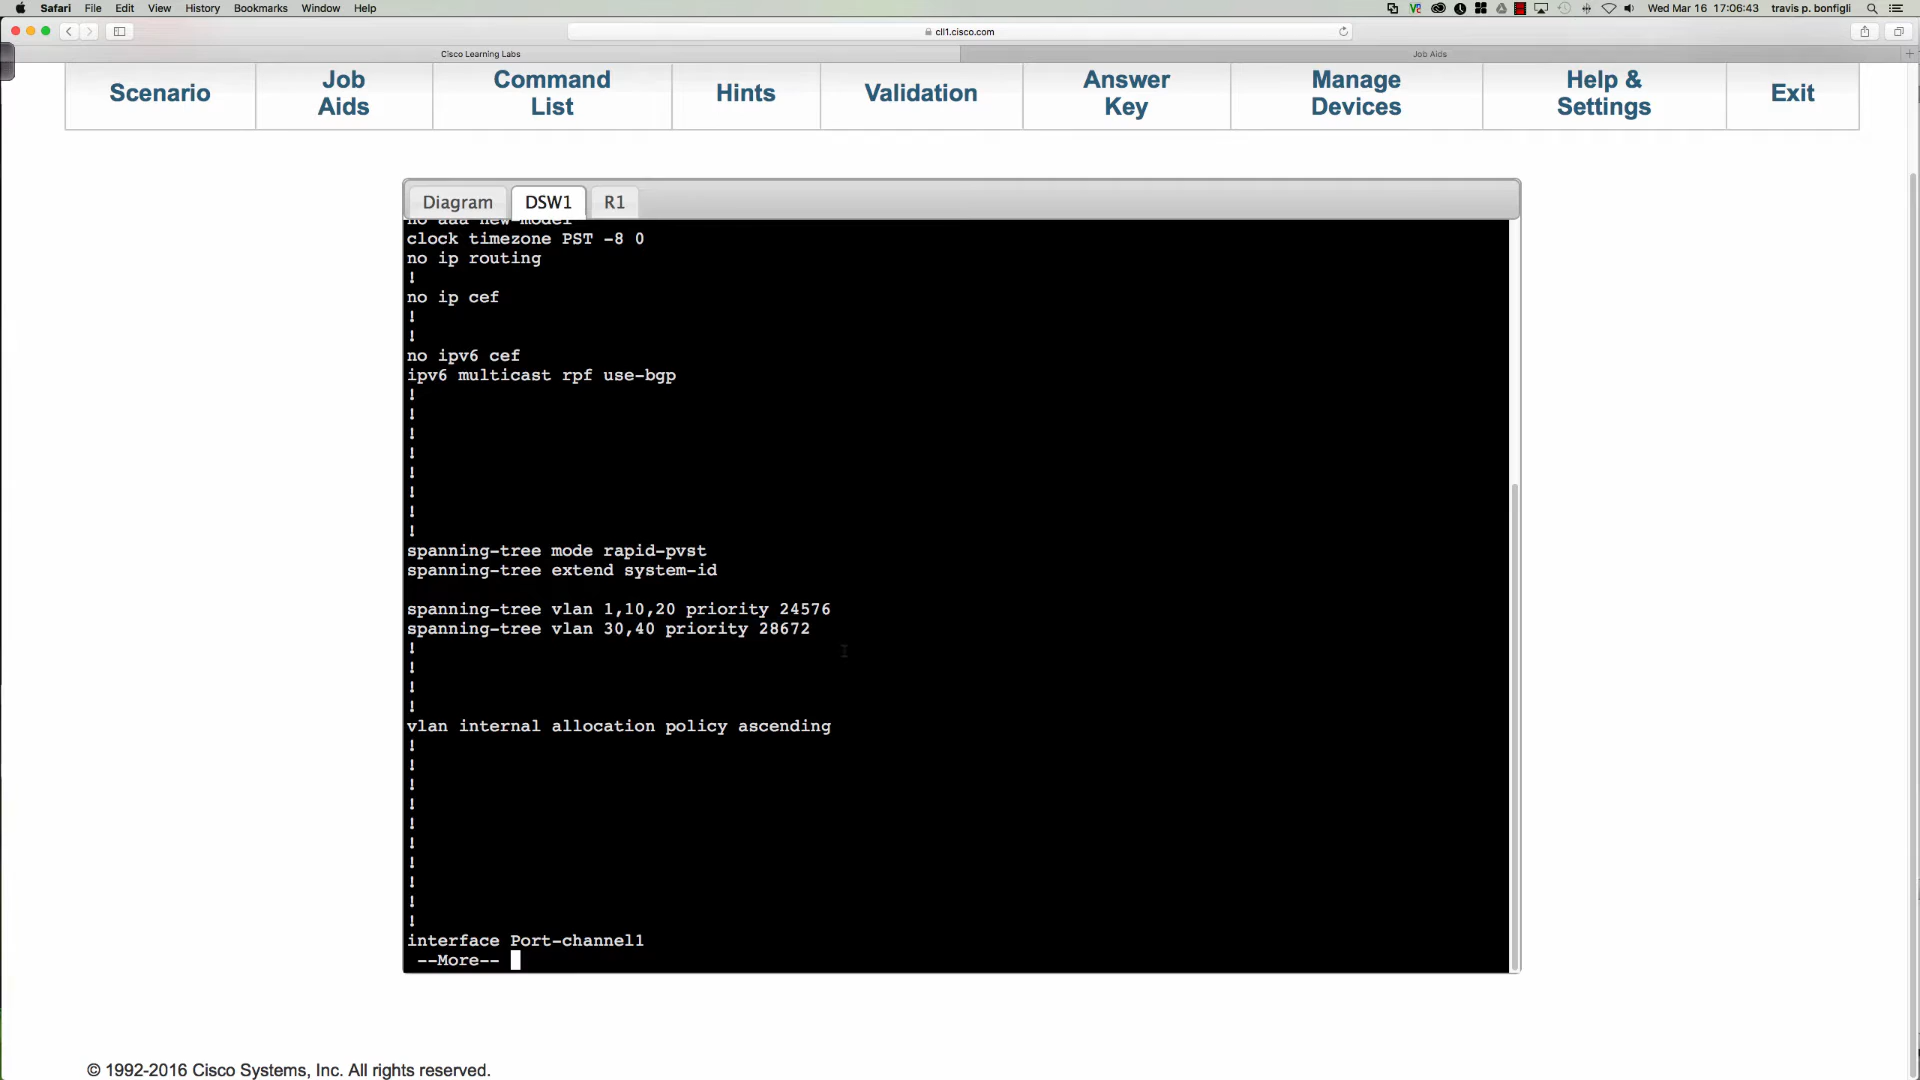 Safari File Edit View History Bookmarks Window Help Wed Mar 16 17:06:43 travis p. bonfigli
cll1.cisco.com
Cisco Learning Labs Job Aids
Scenario
Job Aids
Command List
Hints
Validation
Answer Key
Manage Devices
Help & Settings
Exit
Diagram DSW1 R1
no aaa new-model
clock timezone PST -8 0
no ip routing
!
no ip cef
!
!
no ipv6 cef
ipv6 multicast rpf use-bgp
!
!
!
!
!
!
!
!
spanning-tree mode rapid-pvst
spanning-tree extend system-id
spanning-tree vlan 1,10,20 priority 24576
spanning-tree vlan 30,40 priority 28672
!
!
!
!
vlan internal allocation policy ascending
!
!
!
!
!
!
!
!
!
!
interface Port-channel1
--More--
© 1992-2016 Cisco Systems, Inc. All rights reserved.